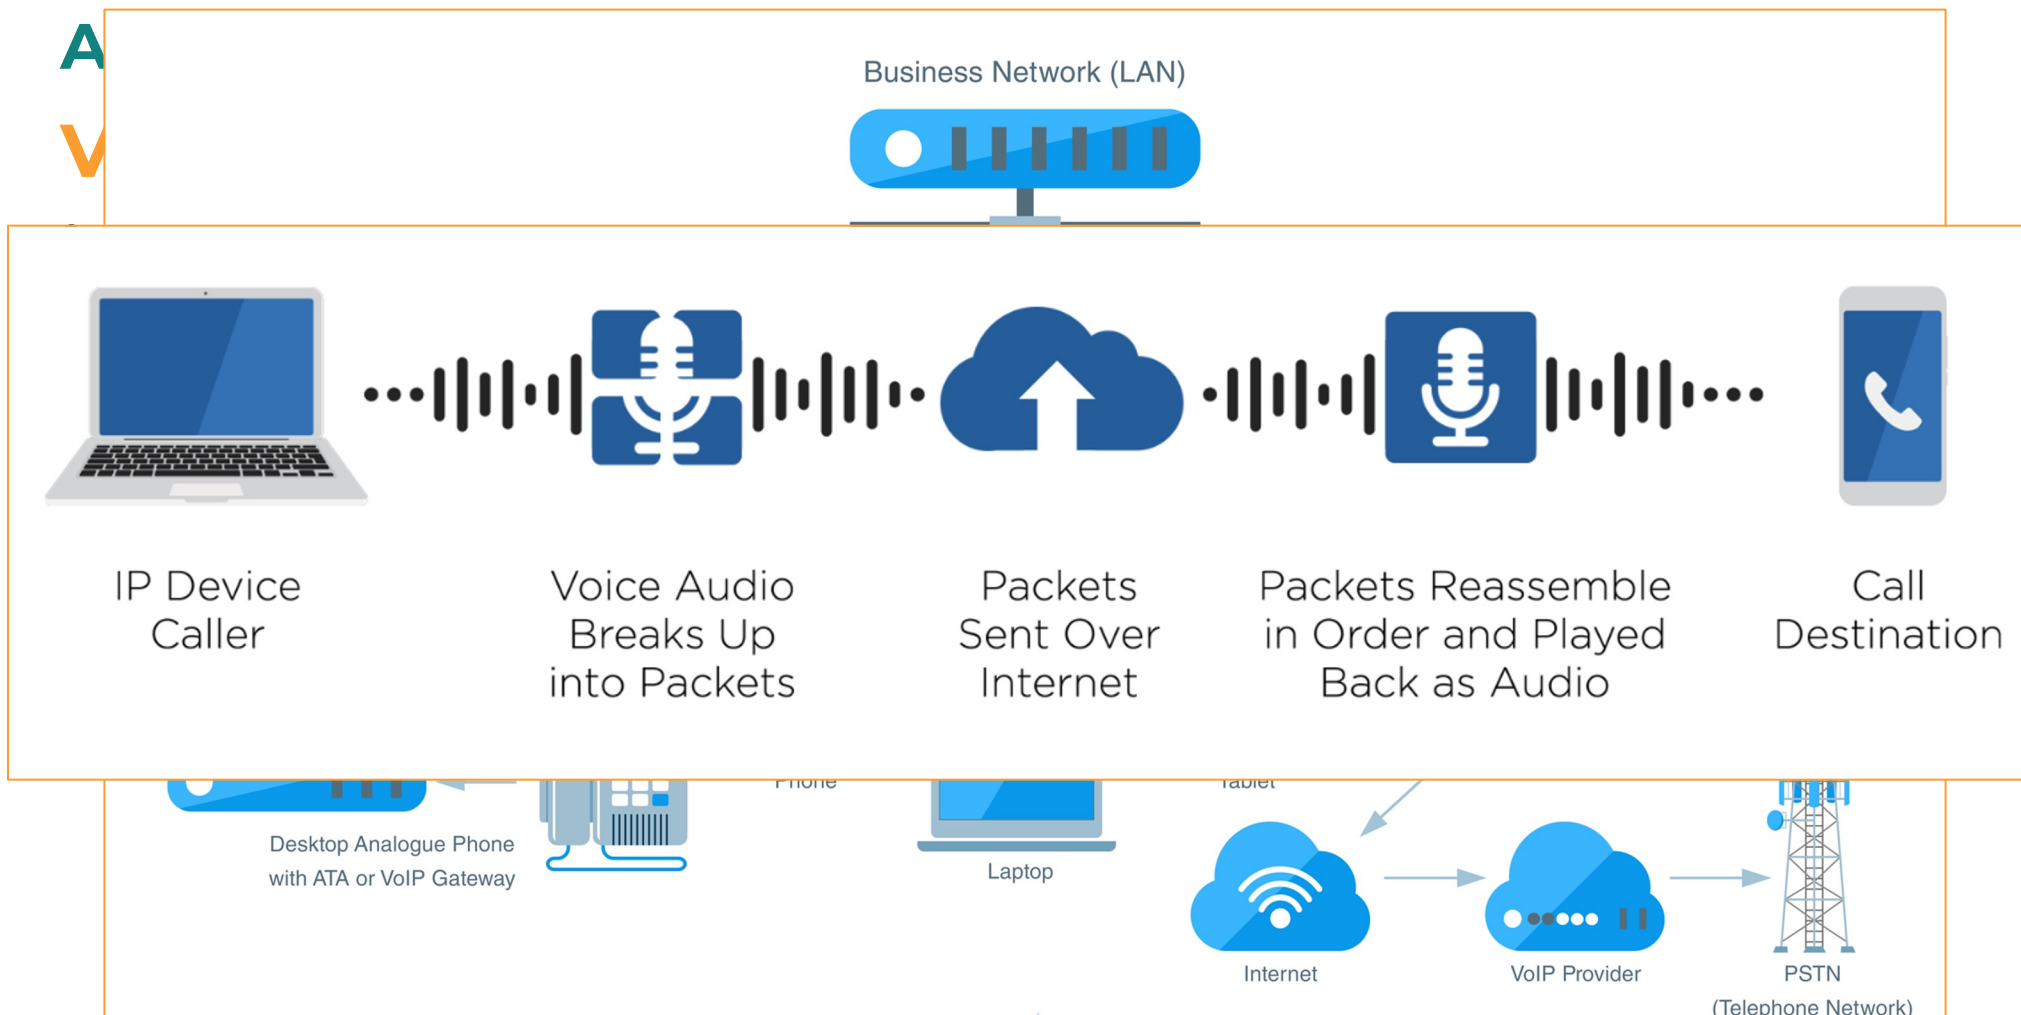 A
V
Business Network (LAN)
IP Device
Caller
Voice Audio
Breaks Up
into Packets
Packets
Sent Over
Internet
Packets Reassemble
in Order and Played
Back as Audio
Call
Destination
Phone
Tablet
Desktop Analogue Phone
with ATA or VoIP Gateway
Laptop
Internet
VoIP Provider
PSTN
(Telephone Network)